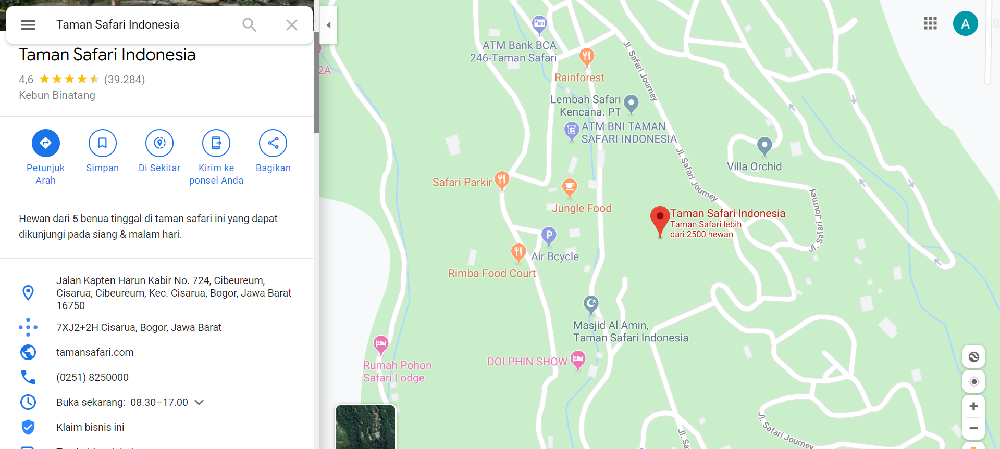 Taman Safari Indonesia
Taman Safari Indonesia
4,6
(39.284)
Kebun Binatang
Petunjuk
Arah
Simpan
Di Sekitar
Kirim ke
ponsel Anda
Bagikan
Hewan dari 5 benua tinggal di taman safari ini yang dapat
dikunjungi pada siang & malam hari.
Jalan Kapten Harun Kabir No. 724, Cibeureum,
Cisarua, Cibeureum, Kec. Cisarua, Bogor, Jawa Barat
16750
7XJ2+2H Cisarua, Bogor, Jawa Barat
tamansafari.com
(0251) 8250000
Buka sekarang: 08.30–17.00
Klaim bisnis ini
2A
A
ATM Bank BCA
246-Taman Safari
Rainforest
Jl. Safari Journey
Lembah Safari
Kencana. PT
ATM BNI TAMAN
SAFARI INDONESIA
Jl. Safari Journey
Villa Orchid
Safari Parkir
Jungle Food
Jl. Safari Journey
Taman Safari Indonesia
Taman Safari lebih
dari 2500 hewan
P
Air Bcycle
Rimba Food Court
Masjid Al Amin,
Taman Safari Indonesia
Rumah Pohon
Safari Lodge
DOLPHIN SHOW
Jl. Safari Journey
Jl. Sa